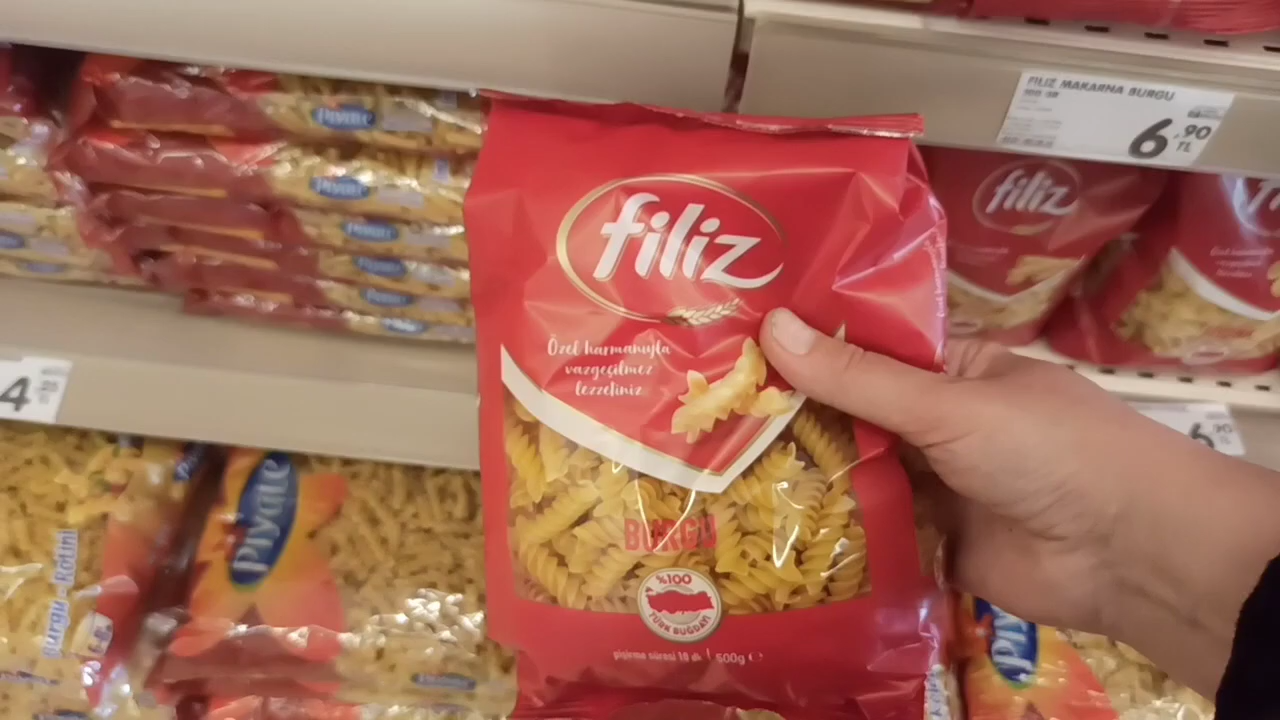 FILIZ MAKARNA BURGU
6,90
TL
Piyale
Piyale
Piyale
filiz
filiz
Özel harmanıyla
vazgeçilmez
lezzetiniz
4
6,90
Piyale
Burgu - Rotini
BURGU
%100
TÜRK BUĞDAYI
pişirme süresi 10 dk | 500g ℮